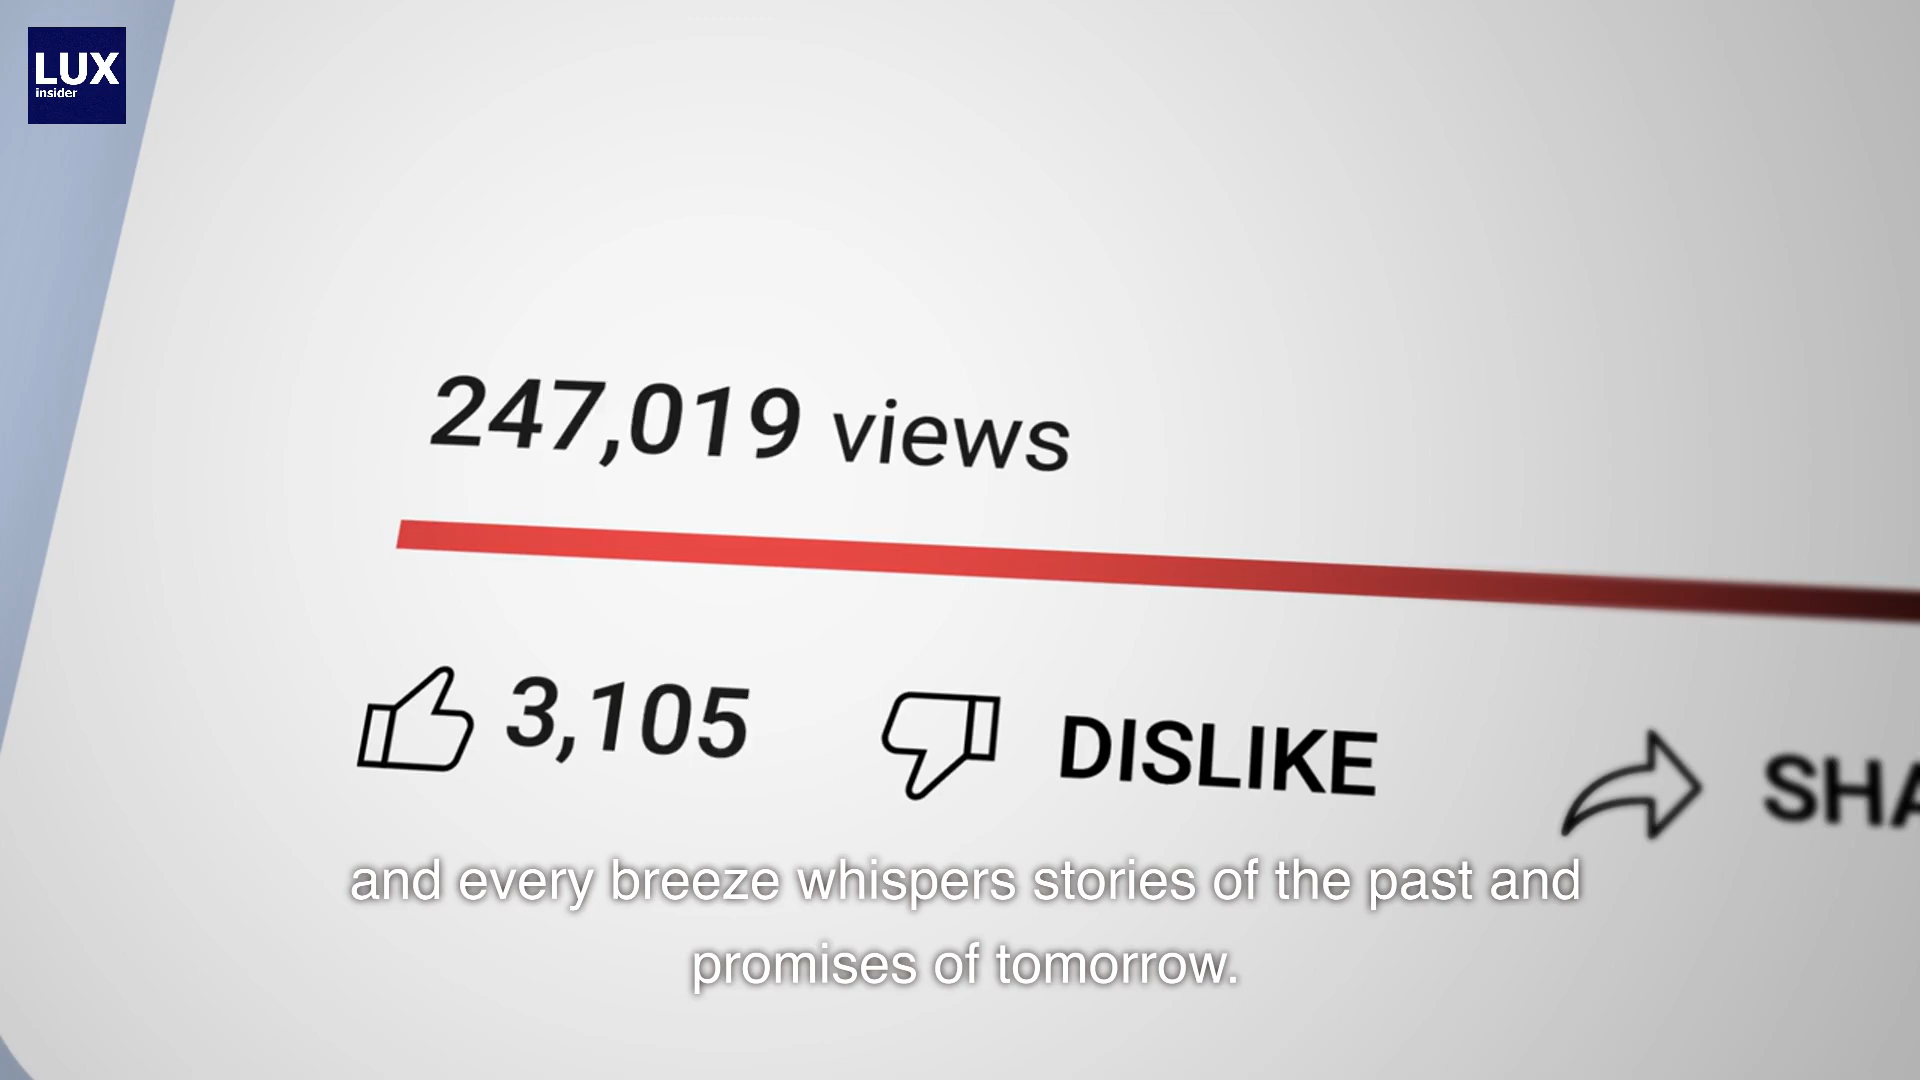 LUX
insider
247,019 views
3,105
DISLIKE
SHA
and every breeze whispers stories of the past and
promises of tomorrow.